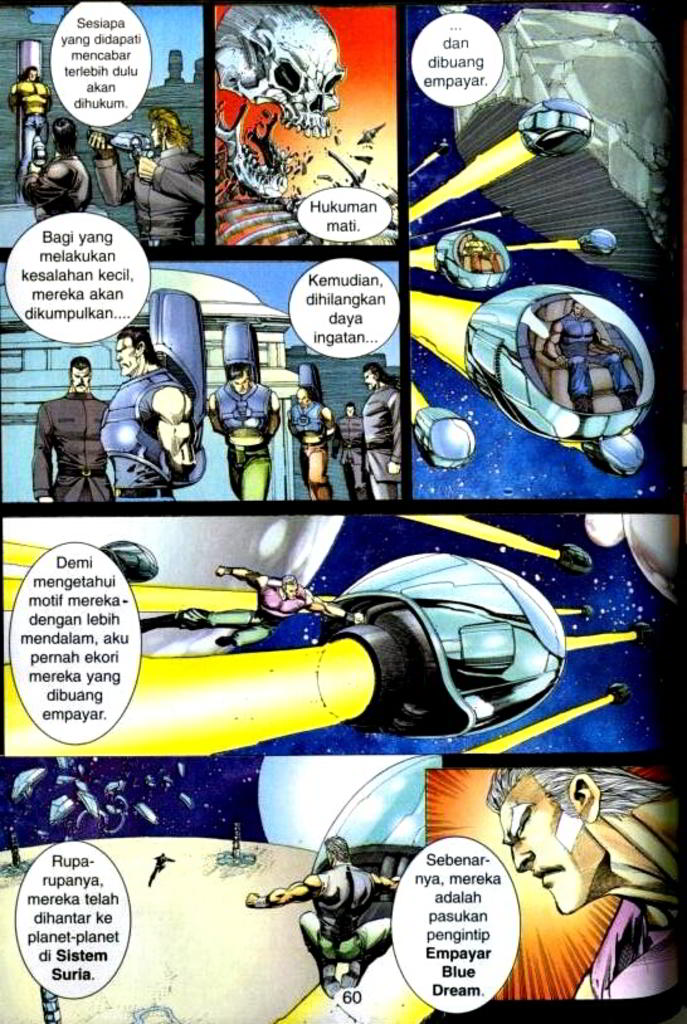 Sesiapa
yang didapati
mencabar
terlebih dulu
akan
dihukum.
Hukuman
mati.
Bagi yang
melakukan
kesalahan kecil,
mereka akan
dikumpulkan....
Kemudian,
dihilangkan
daya
ingatan...
...
dan
dibuang
empayar.
Demi
mengetahui
motif mereka-
dengan lebih
mendalam, aku
pernah ekori
mereka yang
dibuang
empayar.
Rupa-
rupanya,
mereka telah
dihantar ke
planet-planet
di Sistem
Suria.
Sebenar-
nya, mereka
adalah
pasukan
pengintip
Empayar
Blue
Dream.
60